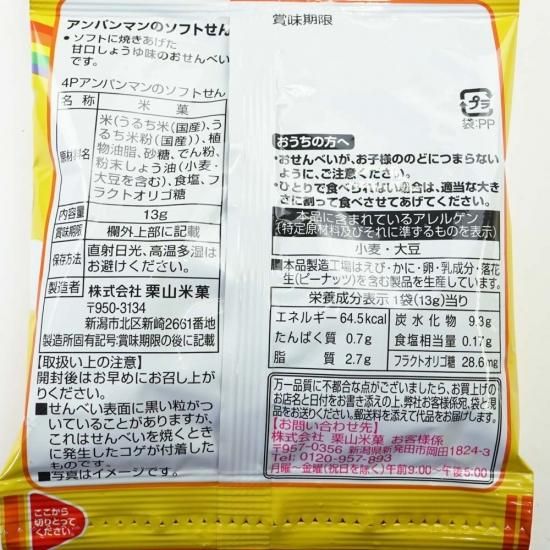 アンパンマンのソフトせん
●ソフトに焼きあげた
甘口しょうゆ味のおせんべい
です。
4Pアンパンマンのソフトせん
名称 米菓
原材料名 米(うるち米(国産)、う
るち米粉(国産))、植
物油脂、砂糖、でん粉、
粉末しょう油(小麦・
大豆を含む)、食塩、フ
ラクトオリゴ糖
内容量 13g
賞味期限 欄外上部に記載
保存方法 直射日光、高温多湿は
お避けください。
製造者 株式会社 栗山米菓
〒950-3134
新潟市北区新崎2661番地
製造所固有記号:賞味期限の後に記載
【取扱い上の注意】
開封後はお早めにお召し上が
りください。
■せんべい表面に黒い粒がつ
いていることがありますが、
これはせんべいを焼くとき
に発生したコゲが付着した
ものです。
■写真はイメージです。
ここから
切りとって
ください
賞味期限
プラ
袋:PP
おうちの方へ
●おせんべいが、お子様ののどにつまらない
ように、ご注意ください。
●ひとりで食べられない場合は、適当な大き
さに割って食べさせてあげてください。
本品に含まれているアレルゲン
(特定原材料及びそれに準ずるものを表示)
小麦・大豆
■本品製造工場はえび・かに・卵・乳成分・落花
生(ピーナッツ)を含む製品を生産しています。
栄養成分表示 1袋(13g)当り
エネルギー 64.5kcal 炭水化物 9.3g
たんぱく質 0.7g 食塩相当量 0.17g
脂質 2.7g フラクトオリゴ糖 28.6mg
万一品質に不都合な点がございましたら、お買上げの
お店名と日付をお書き添えの上、弊社お客様係宛、袋と現
品をお送りください。郵送料を添えて代品をお届けします。
【お問い合わせ先】
株式会社 栗山米菓 お客様係
〒957-0356 新潟県新発田市岡田1824-3
Tel: 0120-957-893
月曜〜金曜(祝日を除く)午前9:00〜午後5:00